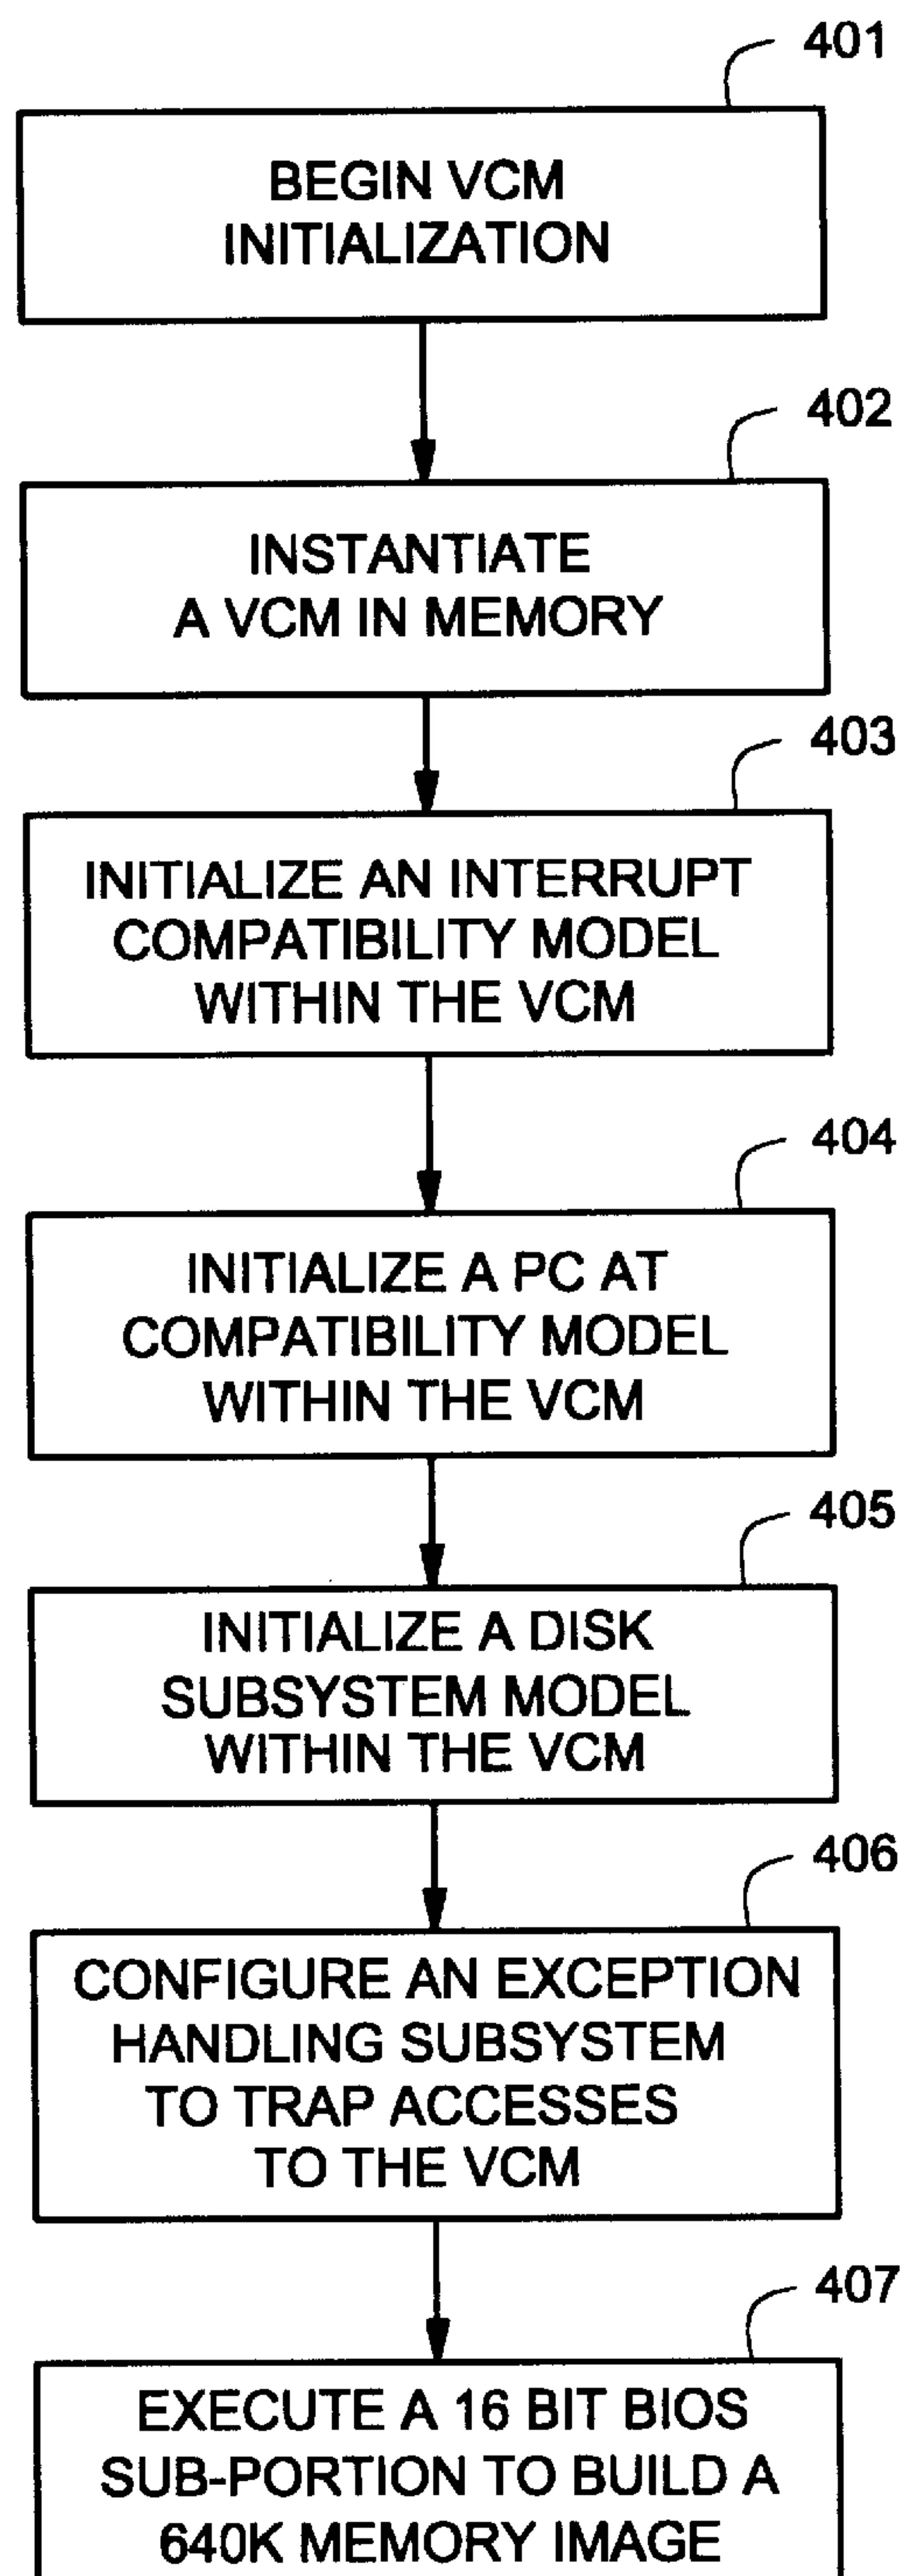 401
BEGIN VCM
INITIALIZATION
402
INSTANTIATE
A VCM IN MEMORY
403
INITIALIZE AN INTERRUPT
COMPATIBILITY MODEL
WITHIN THE VCM
404
INITIALIZE A PC AT
COMPATIBILITY MODEL
WITHIN THE VCM
405
INITIALIZE A DISK
SUBSYSTEM MODEL
WITHIN THE VCM
406
CONFIGURE AN EXCEPTION
HANDLING SUBSYSTEM
TO TRAP ACCESSES
TO THE VCM
407
EXECUTE A 16 BIT BIOS
SUB-PORTION TO BUILD A
640K MEMORY IMAGE